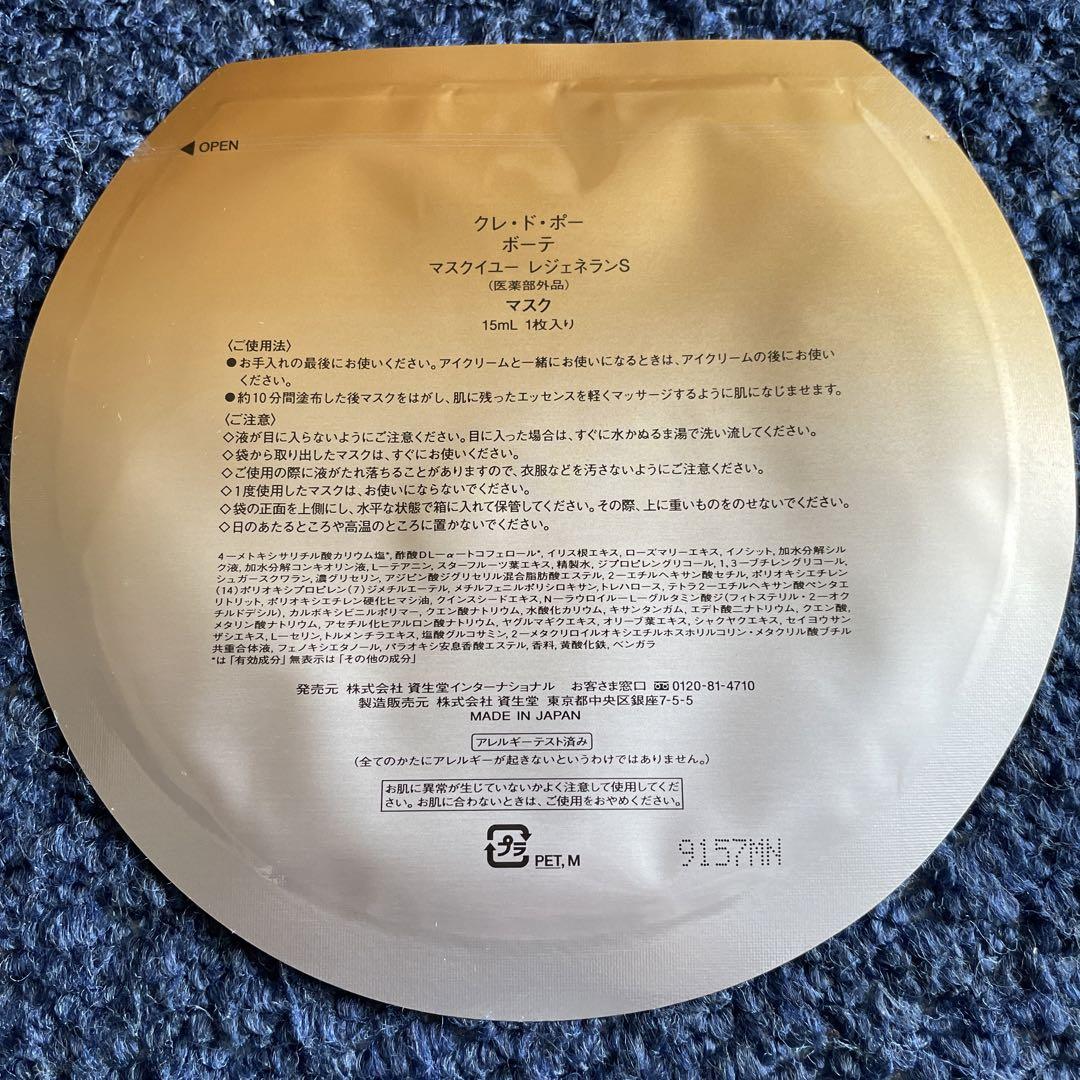 ◀OPEN
クレ・ド・ポー
ボーテ
マスクイユー レジェネランS
(医薬部外品)
マスク
15mL 1枚入り
〈ご使用法〉
●お手入れの最後にお使いください。アイクリームと一緒にお使いになるときは、アイクリームの後にお使い
ください。
●約10分間塗布した後マスクをはがし、肌に残ったエッセンスを軽くマッサージするように肌になじませます。
〈ご注意〉
◇液が目に入らないようにご注意ください。目に入った場合は、すぐに水かぬるま湯で洗い流してください。
◇袋から取り出したマスクは、すぐにお使いください。
◇ご使用の際に液がたれ落ちることがありますので、衣服などを汚さないようにご注意ください。
◇1度使用したマスクは、お使いにならないでください。
◇袋の正面を上側にし、水平な状態で箱に入れて保管してください。その際、上に重いものをのせないでください。
◇日のあたるところや高温のところに置かないでください。
4ーメトキシサリチル酸カリウム塩*, 酢酸DLーαートコフェロール*, イリス根エキス, ローズマリーエキス, イノシット, 加水分解シル
ク液, 加水分解コンキオリン液, Lーテアニン, スターフルーツ葉エキス, 精製水, ジプロピレングリコール, 1,3ーブチレングリコール,
シュガースクワラン, 濃グリセリン, アジピン酸ジグリセリル混合脂肪酸エステル, 2ーエチルヘキサン酸セチル, ポリオキシエチレン
(14)ポリオキシプロピレン(7)ジメチルエーテル, メチルフェニルポリシロキサン, トレハロース, テトラ2ーエチルヘキサン酸ペンタエ
リトリット, ポリオキシエチレン硬化ヒマシ油, クインスシードエキス, NーラウロイルーLーグルタミン酸ジ(フィトステリル・2ーオク
チルドデシル), カルボキシビニルポリマー, クエン酸ナトリウム, 水酸化カリウム, キサンタンガム, エデト酸二ナトリウム, クエン酸,
メタリン酸ナトリウム, アセチル化ヒアルロン酸ナトリウム, ヤグルマギクエキス, オリーブ葉エキス, シャクヤクエキス, セイヨウサン
ザシエキス, Lーセリン, トルメンチラエキス, 塩酸グルコサミン, 2ーメタクリロイルオキシエチルホスホリルコリン・メタクリル酸ブチル
共重合体液, フェノキシエタノール, パラオキシ安息香酸エステル, 香料, 黄酸化鉄, ベンガラ
*は「有効成分」無表示は「その他の成分」
発売元 株式会社 資生堂インターナショナル お客さま窓口 0120-81-4710
製造販売元 株式会社 資生堂 東京都中央区銀座7-5-5
MADE IN JAPAN
アレルギーテスト済み
(全てのかたにアレルギーが起きないというわけではありません。)
お肌に異常が生じていないかよく注意して使用してくだ
さい。お肌に合わないときは、ご使用をおやめください。
プラ PET, M
9157MN